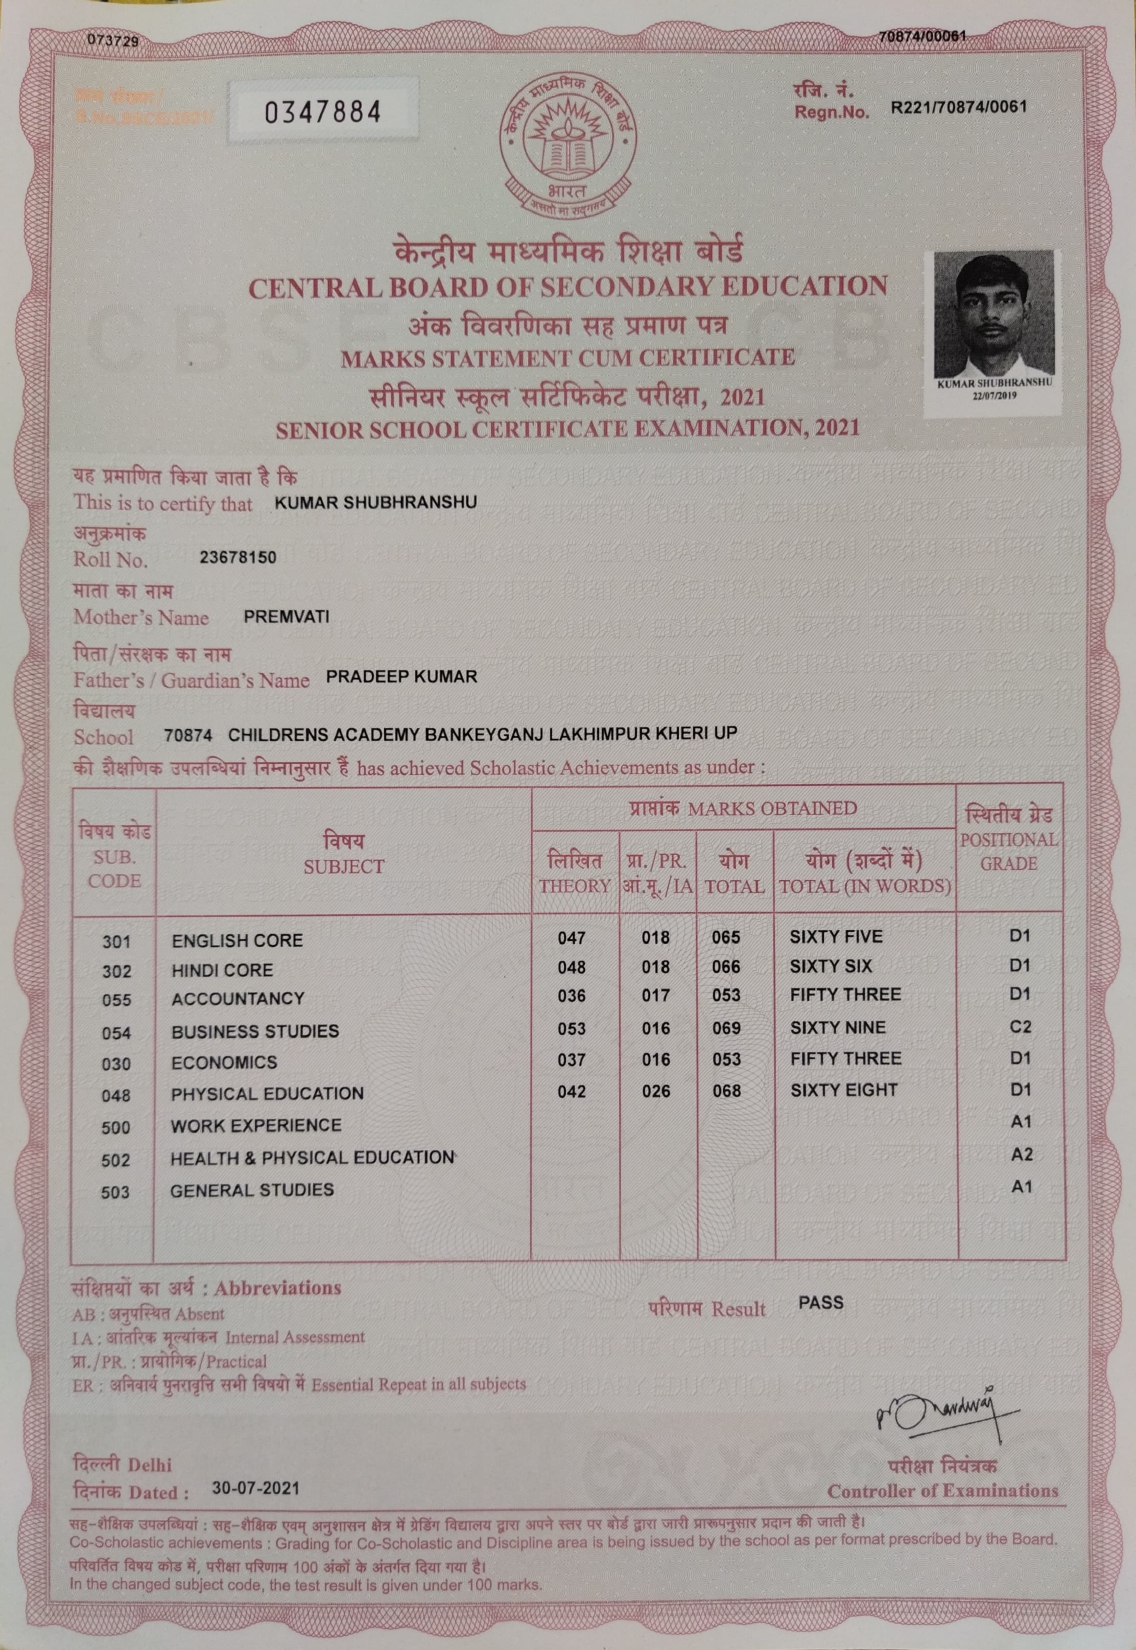 073729
70874/00061
क्रम संख्या /
S.No.SSCE/2021/
0347884
रजि. नं.
Regn.No. R221/70874/0061
केन्द्रीय माध्यमिक शिक्षा बोर्ड
भारत
असतो मा सद्गमय
केन्द्रीय माध्यमिक शिक्षा बोर्ड
CENTRAL BOARD OF SECONDARY EDUCATION
अंक विवरणिका सह प्रमाण पत्र
MARKS STATEMENT CUM CERTIFICATE
सीनियर स्कूल सर्टिफिकेट परीक्षा, 2021
SENIOR SCHOOL CERTIFICATE EXAMINATION, 2021
KUMAR SHUBHRANSHU
22/07/2019
यह प्रमाणित किया जाता है कि
This is to certify that KUMAR SHUBHRANSHU
अनुक्रमांक
Roll No. 23678150
माता का नाम
Mother's Name PREMVATI
पिता/संरक्षक का नाम
Father's / Guardian's Name PRADEEP KUMAR
विद्यालय
School 70874 CHILDRENS ACADEMY BANKEYGANJ LAKHIMPUR KHERI UP
की शैक्षणिक उपलब्धियां निम्नानुसार हैं has achieved Scholastic Achievements as under :
विषय कोड
SUB.
CODE
विषय
SUBJECT
प्राप्तांक MARKS OBTAINED
लिखित
THEORY
प्रा./PR.
आं.मू./IA
योग
TOTAL
योग (शब्दों में)
TOTAL (IN WORDS)
स्थितीय ग्रेड
POSITIONAL
GRADE
301 ENGLISH CORE 047 018 065 SIXTY FIVE D1
302 HINDI CORE 048 018 066 SIXTY SIX D1
055 ACCOUNTANCY 036 017 053 FIFTY THREE D1
054 BUSINESS STUDIES 053 016 069 SIXTY NINE C2
030 ECONOMICS 037 016 053 FIFTY THREE D1
048 PHYSICAL EDUCATION 042 026 068 SIXTY EIGHT D1
500 WORK EXPERIENCE A1
502 HEALTH & PHYSICAL EDUCATION A2
503 GENERAL STUDIES A1
संक्षिप्तयों का अर्थ : Abbreviations
AB : अनुपस्थित Absent
I A : आंतरिक मूल्यांकन Internal Assessment
प्रा./PR. : प्रायोगिक/Practical
ER : अनिवार्य पुनरावृत्ति सभी विषयो में Essential Repeat in all subjects
परिणाम Result PASS
दिल्ली Delhi
दिनांक Dated : 30-07-2021
परीक्षा नियंत्रक
Controller of Examinations
सह-शैक्षिक उपलब्धियां : सह-शैक्षिक एवम् अनुशासन क्षेत्र में ग्रेडिंग विद्यालय द्वारा अपने स्तर पर बोर्ड द्वारा जारी प्रारूपनुसार प्रदान की जाती है।
Co-Scholastic achievements : Grading for Co-Scholastic and Discipline area is being issued by the school as per format prescribed by the Board.
परिवर्तित विषय कोड में, परीक्षा परिणाम 100 अंकों के अंतर्गत दिया गया है।
In the changed subject code, the test result is given under 100 marks.